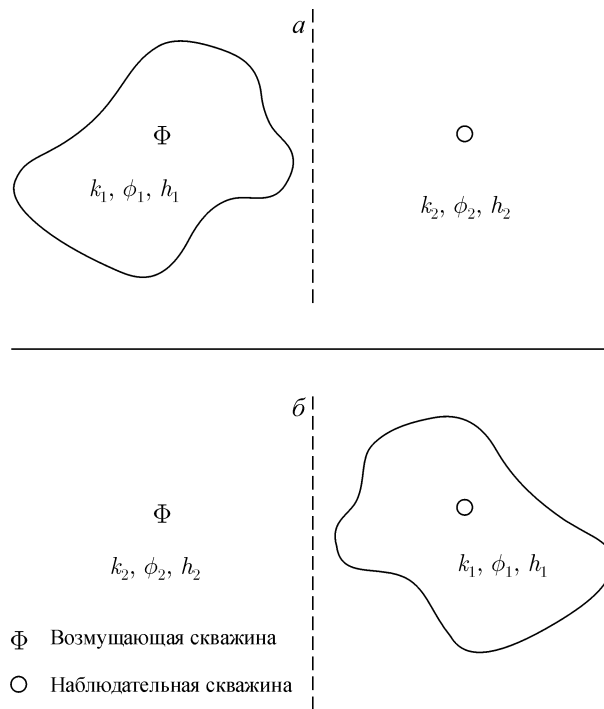 а
Ф
k₁, ϕ₁, h₁
k₂, ϕ₂, h₂
б
Ф
k₂, ϕ₂, h₂
k₁, ϕ₁, h₁
Ф Возмущающая скважина
Наблюдательная скважина